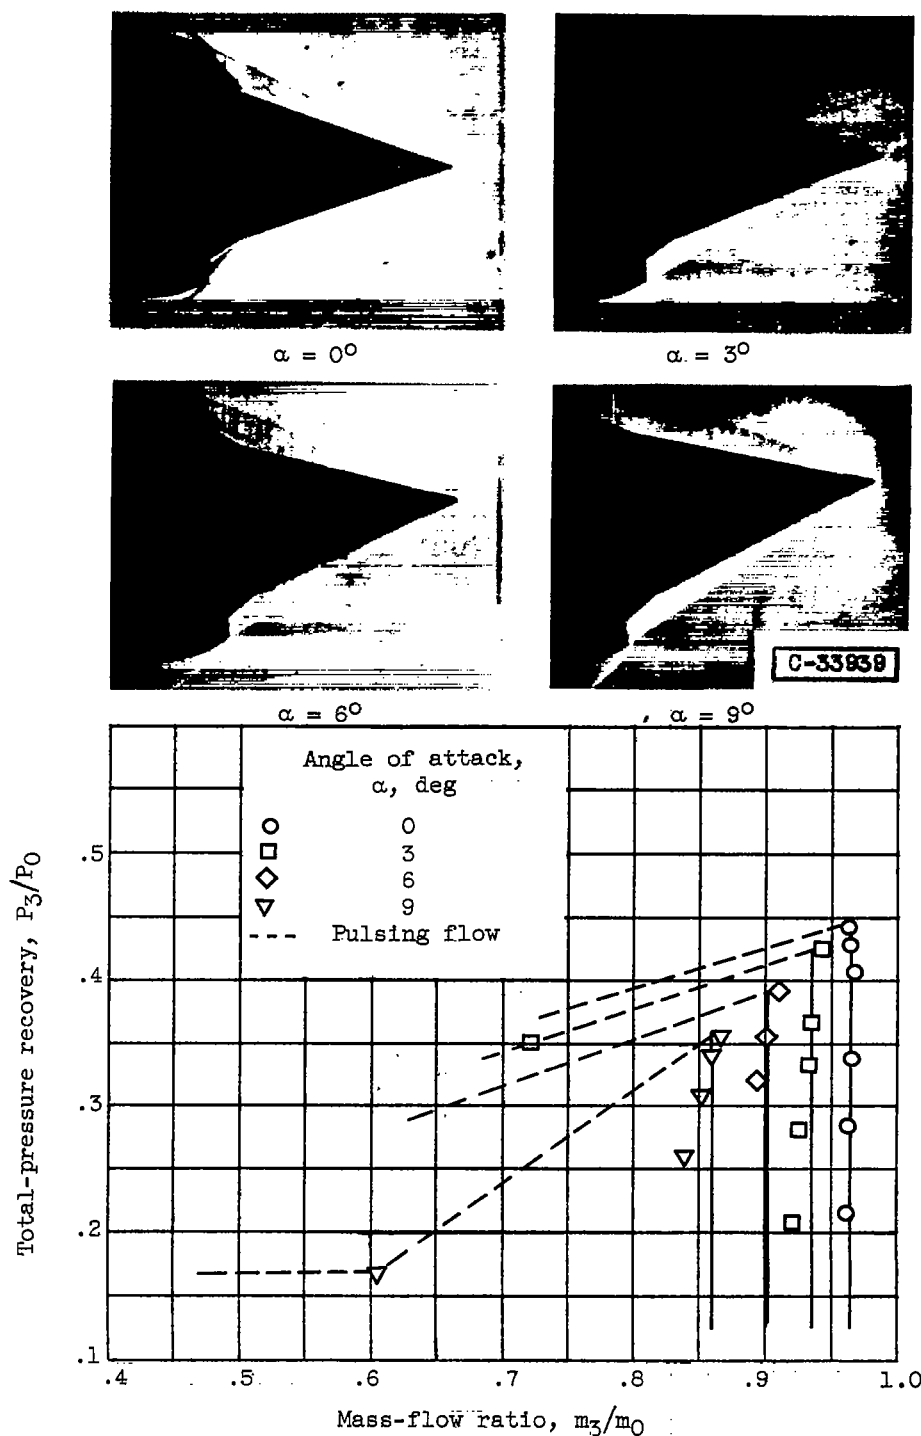 α = 0°
α = 3°
C-33939
α = 6°
α = 9°
Angle of attack,
α, deg
0
3
6
9
Pulsing flow
Total-pressure recovery, P3/P0
.5
.4
.3
.2
.1
.4 .5 .6 .7 .8 .9 1.0
Mass-flow ratio, m3/m0